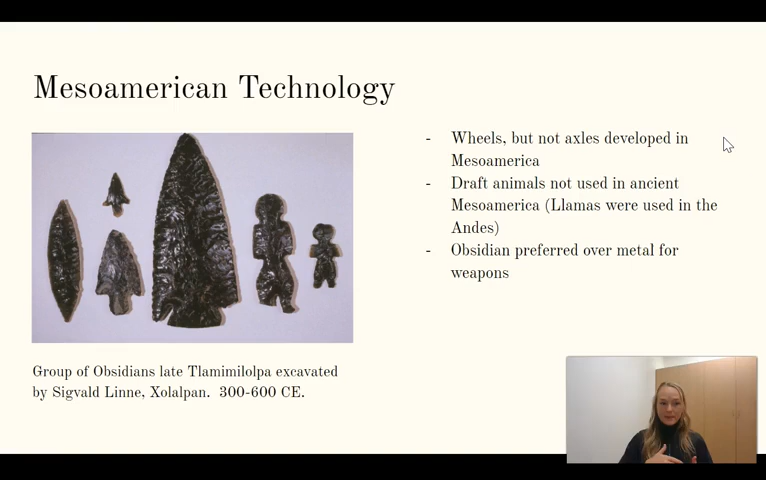 Mesoamerican Technology
- Wheels, but not axles developed in
Mesoamerica
- Draft animals not used in ancient
Mesoamerica (Llamas were used in the
Andes)
- Obsidian preferred over metal for
weapons
Group of Obsidians late Tlamimilolpa excavated
by Sigvald Linne, Xolalpan. 300-600 CE.